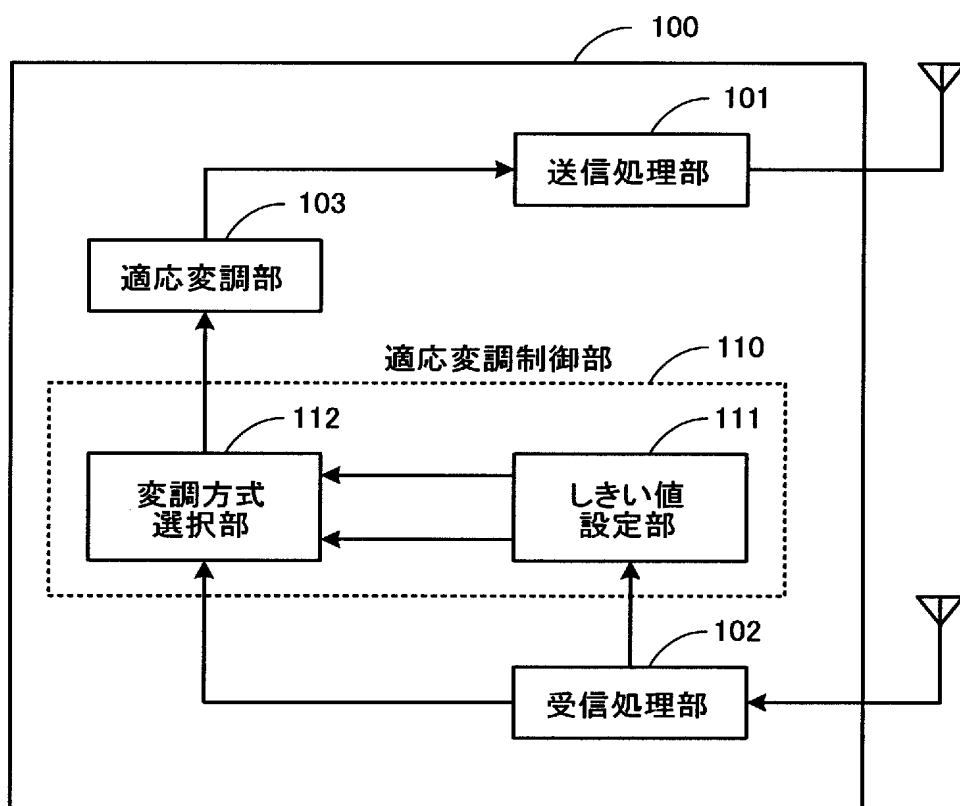 100
101
送信処理部
103
適応変調部
適応変調制御部
110
112
変調方式
選択部
111
しきい値
設定部
102
受信処理部